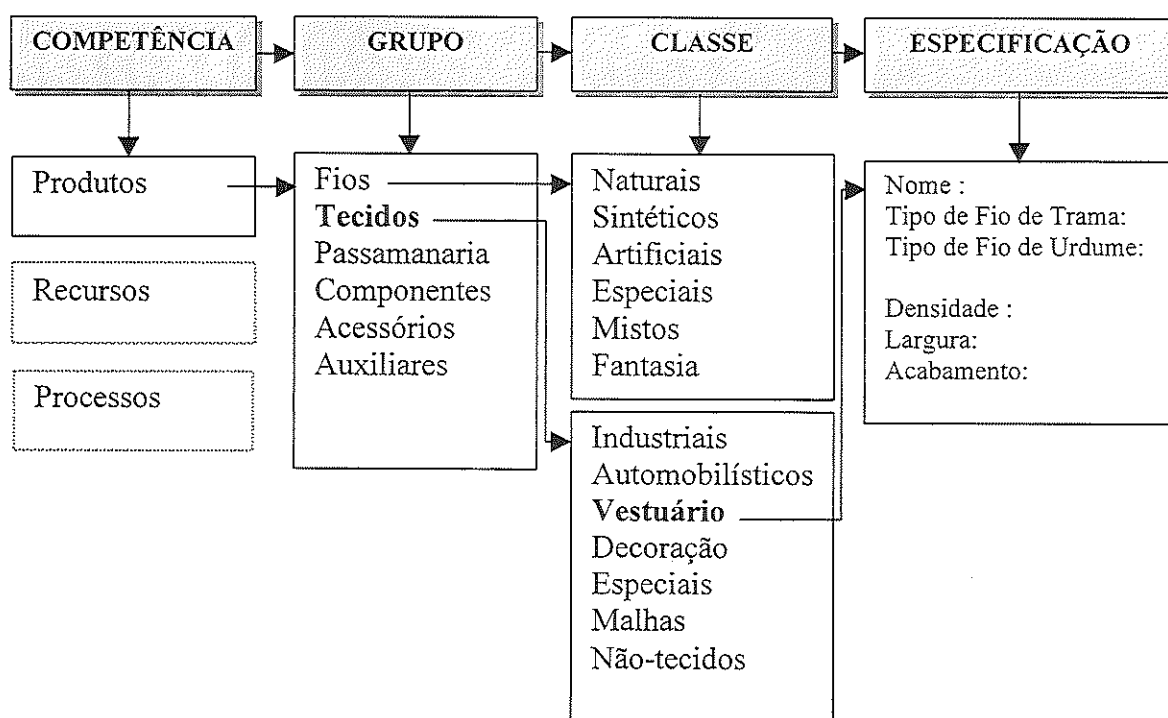 COMPETÊNCIA
GRUPO
CLASSE
ESPECIFICAÇÃO
Produtos
Recursos
Processos
Fios
Tecidos
Passamanaria
Componentes
Acessórios
Auxiliares
Naturais
Sintéticos
Artificiais
Especiais
Mistos
Fantasia
Industriais
Automobilísticos
Vestuário
Decoração
Especiais
Malhas
Não-tecidos
Nome :
Tipo de Fio de Trama:
Tipo de Fio de Urdume:
Densidade :
Largura:
Acabamento: